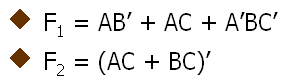 F₁ = AB′ + AC + A′BC′
F₂ = (AC + BC)′